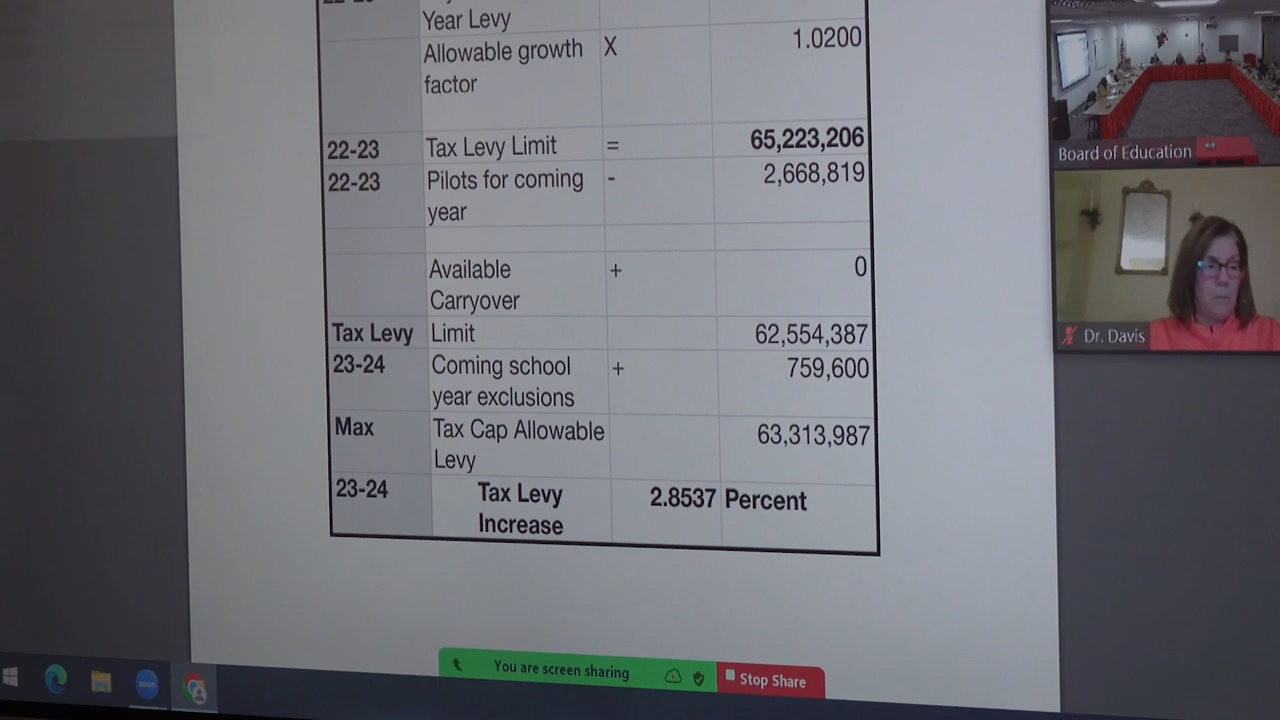 Year Levy
Allowable growth factor X 1.0200
22-23 Tax Levy Limit = 65,223,206
22-23 Pilots for coming year - 2,668,819
Available Carryover + 0
Tax Levy Limit 62,554,387
23-24 Coming school year exclusions + 759,600
Max Tax Cap Allowable Levy 63,313,987
23-24 Tax Levy Increase 2.8537 Percent
Board of Education
Dr. Davis
You are screen sharing
Stop Share
zoom